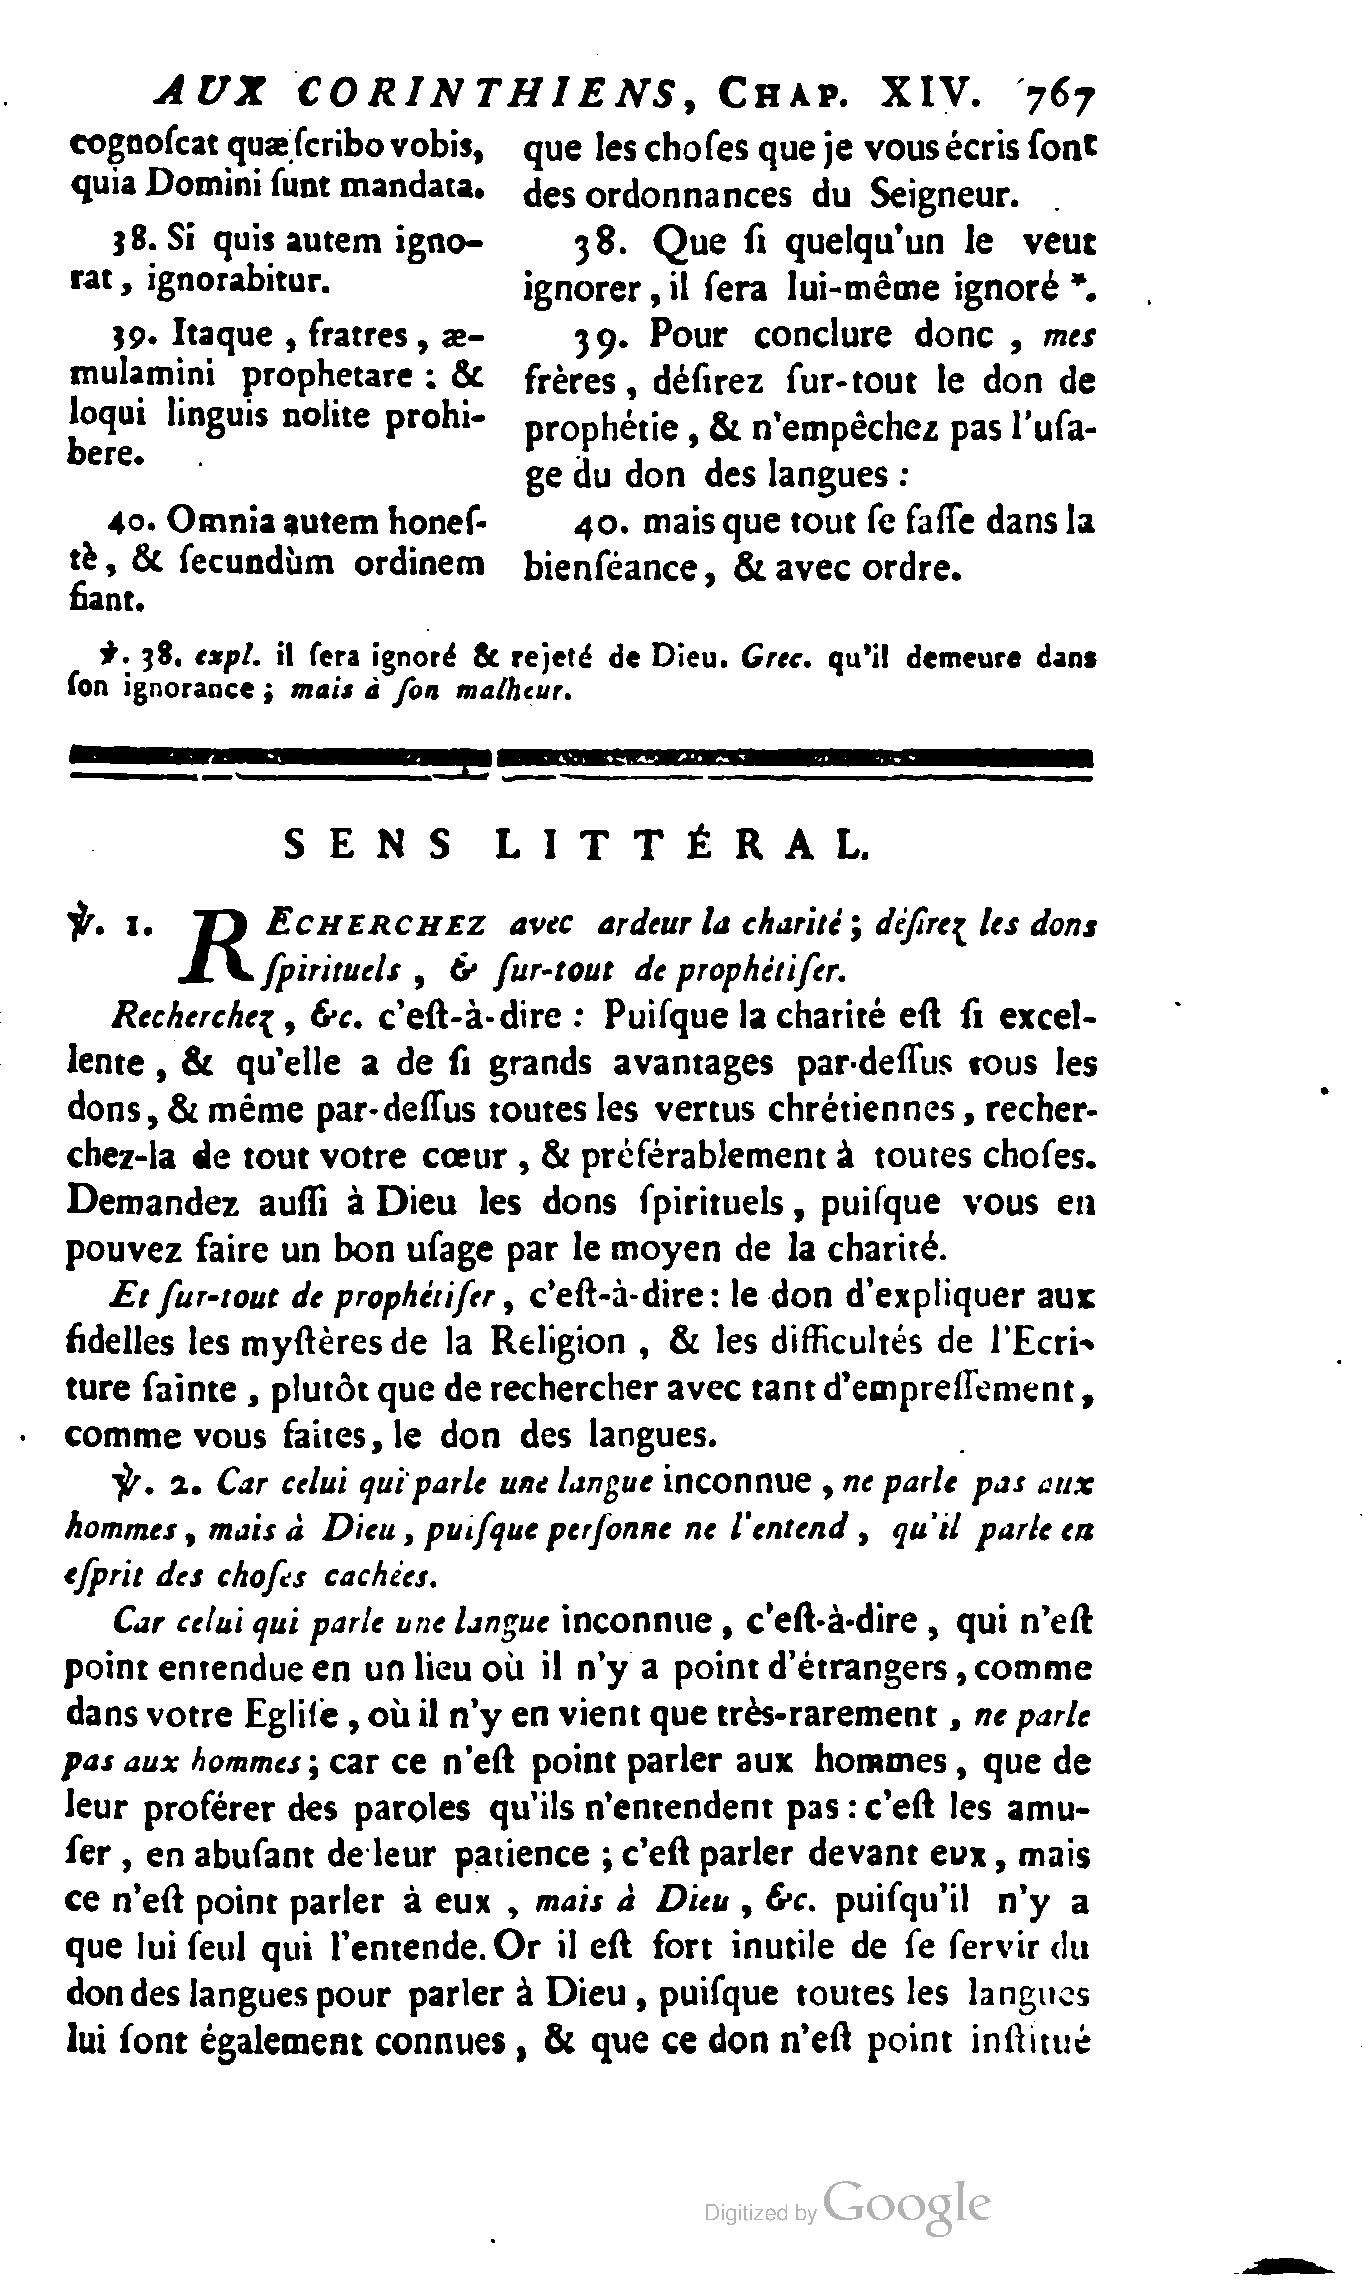 AUX CORINTHIENS, CHAP. XIV. 767
cognoſcat quæ ſcribo vobis,
quia Domini ſunt mandata.
38. Si quis autem igno-
rat, ignorabitur.
39. Itaque, fratres, æ-
mulamini prophetare : &
loqui linguis nolite prohi-
bere.
40. Omnia autem honeſ-
tè, & ſecundùm ordinem
fiant.
que les choſes que je vous écris ſont
des ordonnances du Seigneur.
38. Que ſi quelqu'un le veut
ignorer, il ſera lui-même ignoré *.
39. Pour conclure donc, mes
frères, déſirez ſur-tout le don de
prophétie, & n'empêchez pas l'uſa-
ge du don des langues :
40. mais que tout ſe faſſe dans la
bienſéance, & avec ordre.
℣. 38. expl. il ſera ignoré & rejeté de Dieu. Grec. qu'il demeure dans
ſon ignorance ; mais à ſon malheur.
SENS LITTÉRAL.
℣. 1. RECHERCHEZ avec ardeur la charité ; déſirez les dons
ſpirituels, & ſur-tout de prophétiſer.
Recherchez, &c. c'eſt-à-dire : Puiſque la charité eſt ſi excel-
lente, & qu'elle a de ſi grands avantages par-deſſus tous les
dons, & même par-deſſus toutes les vertus chrétiennes, recher-
chez-la de tout votre cœur, & préférablement à toutes choſes.
Demandez auſſi à Dieu les dons ſpirituels, puiſque vous en
pouvez faire un bon uſage par le moyen de la charité.
Et ſur-tout de prophétiſer, c'eſt-à-dire : le don d'expliquer aux
fidelles les myſtères de la Religion, & les difficultés de l'Ecri-
ture ſainte, plutôt que de rechercher avec tant d'empreſſement,
comme vous faites, le don des langues.
℣. 2. Car celui qui parle une langue inconnue, ne parle pas aux
hommes, mais à Dieu, puiſque perſonne ne l'entend, qu'il parle en
eſprit des choſes cachées.
Car celui qui parle une langue inconnue, c'eſt-à-dire, qui n'eſt
point entendue en un lieu où il n'y a point d'étrangers, comme
dans votre Egliſe, où il n'y en vient que très-rarement, ne parle
pas aux hommes ; car ce n'eſt point parler aux hommes, que de
leur proférer des paroles qu'ils n'entendent pas : c'eſt les amu-
ſer, en abuſant de leur patience ; c'eſt parler devant eux, mais
ce n'eſt point parler à eux, mais à Dieu, &c. puiſqu'il n'y a
que lui ſeul qui l'entende. Or il eſt fort inutile de ſe ſervir du
don des langues pour parler à Dieu, puiſque toutes les langues
lui ſont également connues, & que ce don n'eſt point inſtitué
Digitized by Google